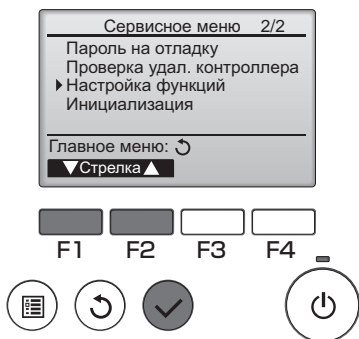 Сервисное меню 2/2
Пароль на отладку
Проверка удал. контроллера
Настройка функций
Инициализация
Главное меню:
Стрелка
F1 F2 F3 F4